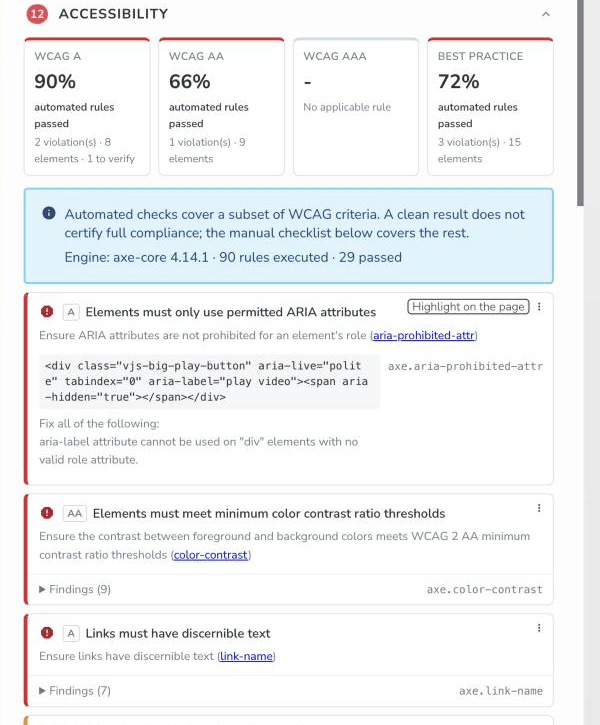 12 ACCESSIBILITY
WCAG A
90%
automated rules
passed
2 violation(s) · 8
elements · 1 to verify
WCAG AA
66%
automated rules
passed
1 violation(s) · 9
elements
WCAG AAA
-
No applicable rule
BEST PRACTICE
72%
automated rules
passed
3 violation(s) · 15
elements
Automated checks cover a subset of WCAG criteria. A clean result does not
certify full compliance; the manual checklist below covers the rest.
Engine: axe-core 4.14.1 · 90 rules executed · 29 passed
A Elements must only use permitted ARIA attributes
Highlight on the page
Ensure ARIA attributes are not prohibited for an element's role (aria-prohibited-attr)
<div class="vjs-big-play-button" aria-live="polit
e" tabindex="0" aria-label="play video"><span aria
-hidden="true"></span></div>
axe.aria-prohibited-attr
Fix all of the following:
aria-label attribute cannot be used on "div" elements with no
valid role attribute.
AA Elements must meet minimum color contrast ratio thresholds
Ensure the contrast between foreground and background colors meets WCAG 2 AA minimum
contrast ratio thresholds (color-contrast)
Findings (9) axe.color-contrast
A Links must have discernible text
Ensure links have discernible text (link-name)
Findings (7) axe.link-name